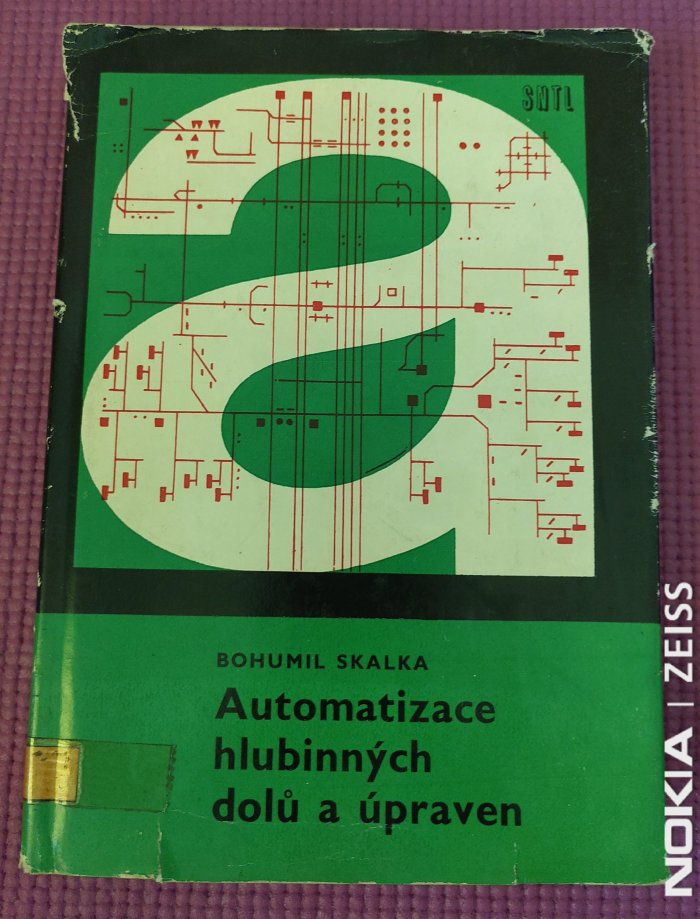 SNTL
BOHUMIL SKALKA
Automatizace
hlubinných
dolů a úpraven
NOKIA | ZEISS